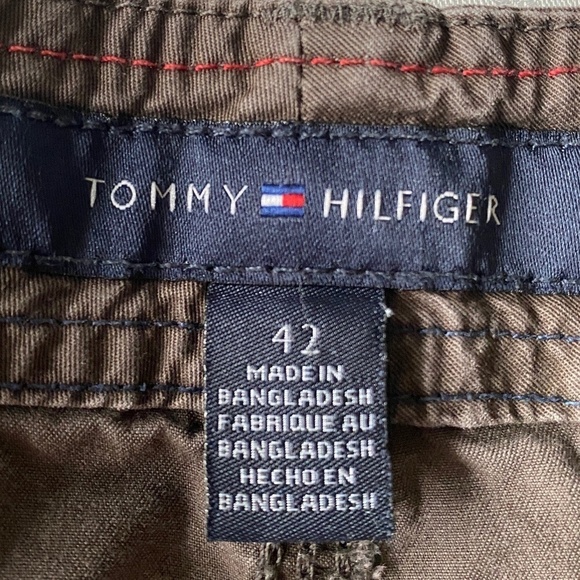 TOMMY HILFIGER
42
MADE IN
BANGLADESH
FABRIQUE AU
BANGLADESH
HECHO EN
BANGLADESH